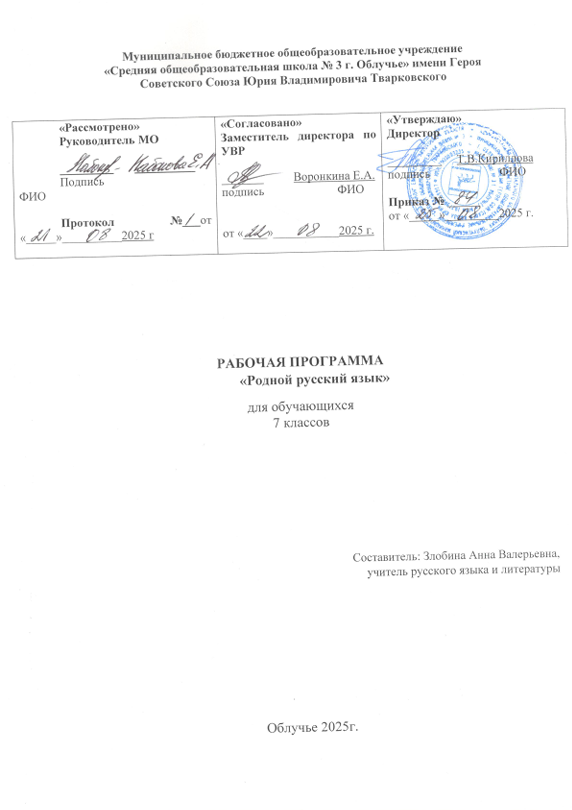 Муниципальное бюджетное общеобразовательное учреждение
«Средняя общеобразовательная школа № 3 г. Облучье» имени Героя
Советского Союза Юрия Владимировича Тварковского
«Рассмотрено»
Руководитель МО
Подпись
ФИО
Протокол №1 от
« 21 » 08 2025 г
«Согласовано»
Заместитель директора по
УВР
Воронкина Е.А.
подпись ФИО
от «22» 08 2025 г.
«Утверждаю»
Директор
Т.В.Кириллова
подпись ФИО
Приказ №
от « 08 2025 г.
РАБОЧАЯ ПРОГРАММА
«Родной русский язык»
для обучающихся
7 классов
Составитель: Злобина Анна Валерьевна,
учитель русского языка и литературы
Облучье 2025г.